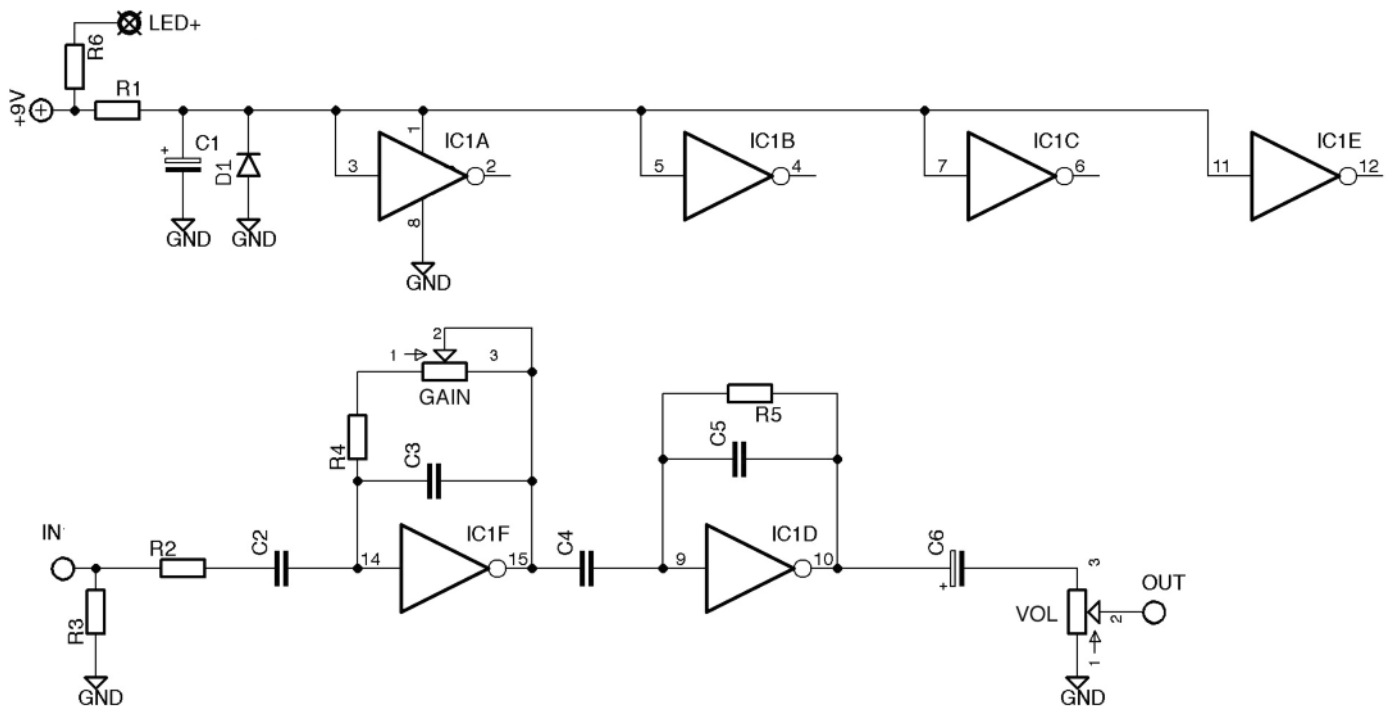 LED+
R6
+9V
R1
C1
+
D1
GND
GND
1
3
IC1A
2
8
GND
5
IC1B
4
7
IC1C
6
11
IC1E
12
2
1
3
GAIN
R4
C3
R5
C5
IN
R2
C2
14
IC1F
15
C4
9
IC1D
10
C6
+
3
OUT
VOL
2
1
R3
GND
GND